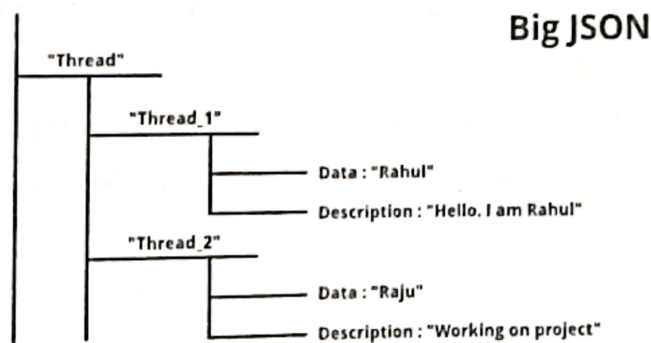 Big JSON
"Thread"
"Thread_1"
Data : "Rahul"
Description : "Hello. I am Rahul"
"Thread_2"
Data : "Raju"
Description : "Working on project"